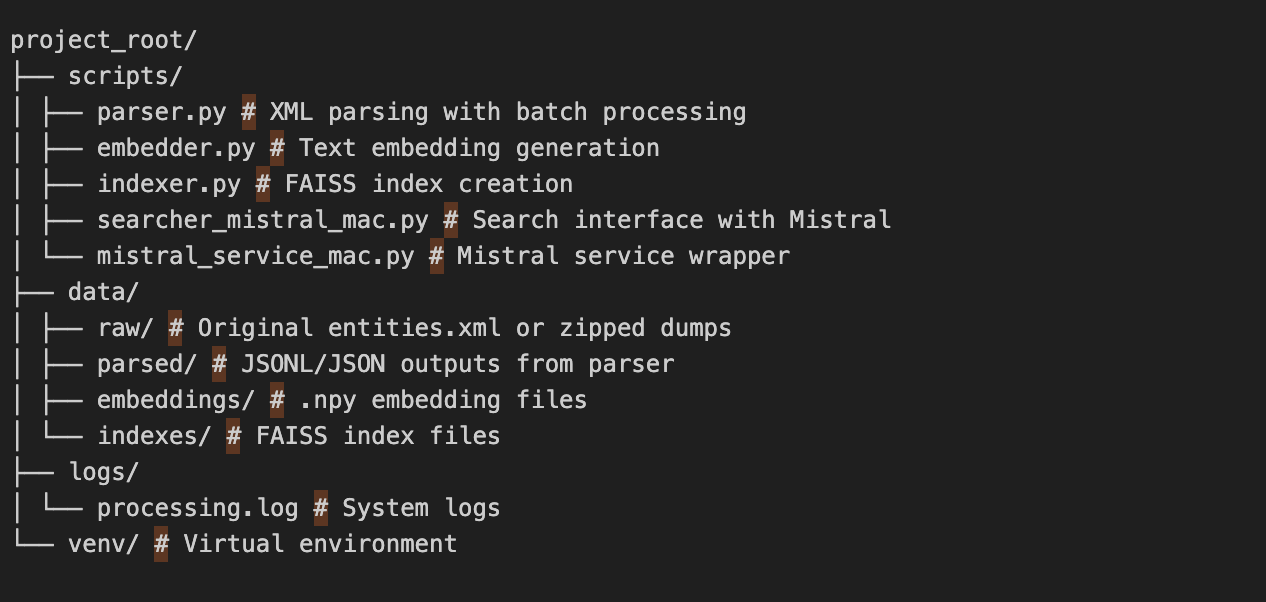 project_root/
├── scripts/
│ ├── parser.py # XML parsing with batch processing
│ ├── embedder.py # Text embedding generation
│ ├── indexer.py # FAISS index creation
│ ├── searcher_mistral_mac.py # Search interface with Mistral
│ └── mistral_service_mac.py # Mistral service wrapper
├── data/
│ ├── raw/ # Original entities.xml or zipped dumps
│ ├── parsed/ # JSONL/JSON outputs from parser
│ ├── embeddings/ # .npy embedding files
│ └── indexes/ # FAISS index files
├── logs/
│ └── processing.log # System logs
└── venv/ # Virtual environment